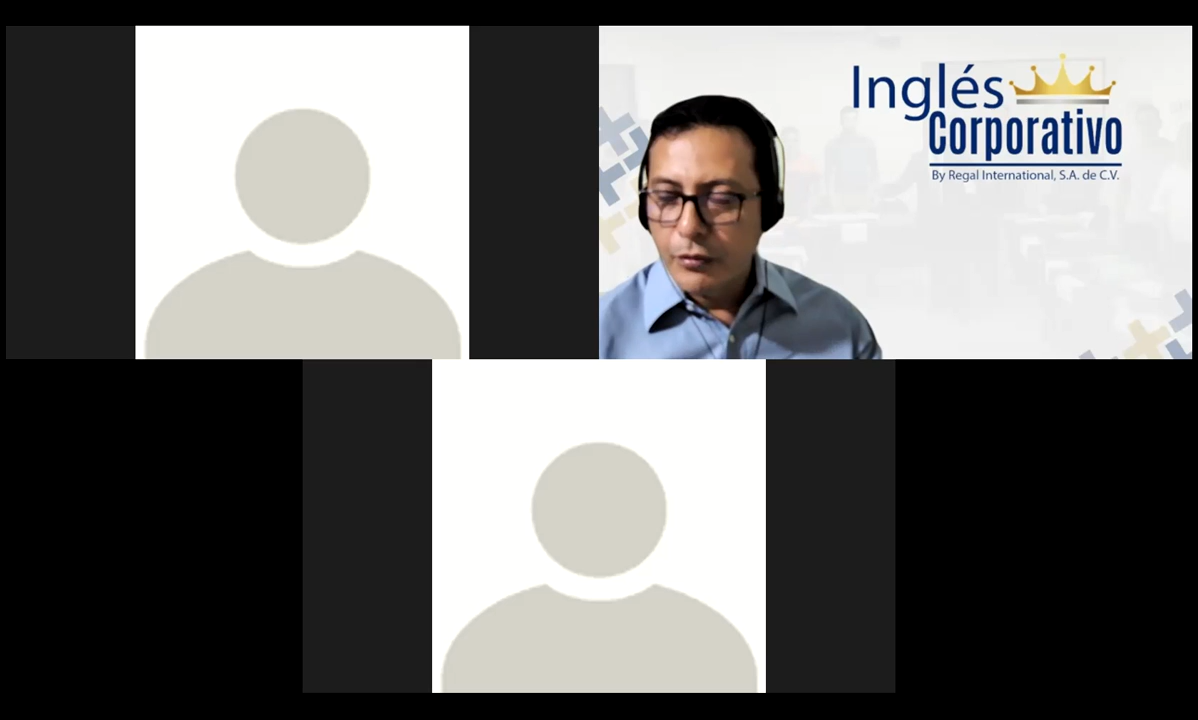 Inglés
Corporativo
By Regal International, S.A. de C.V.